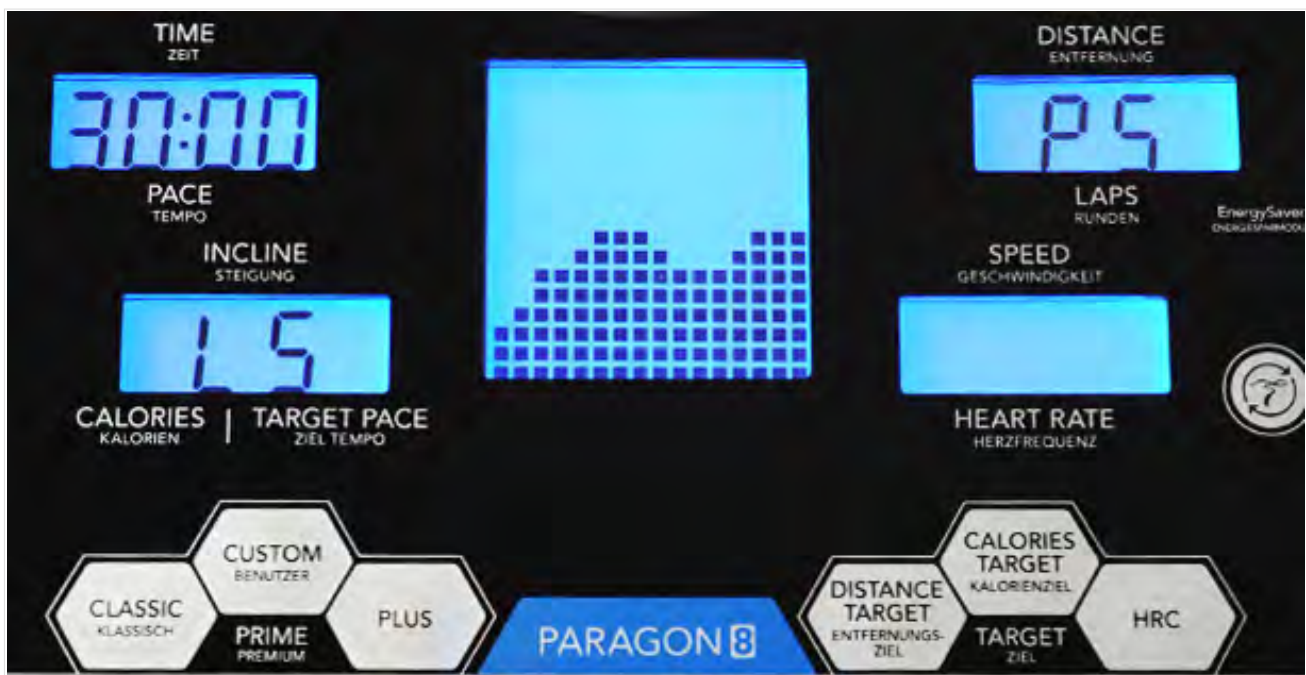 TIME
ZEIT
30:00
PACE
TEMPO
INCLINE
STEIGUNG
1_5
CALORIES | TARGET PACE
KALORIEN ZIEL TEMPO
DISTANCE
ENTFERNUNG
P5
LAPS
RUNDEN
EnergySaver
SPEED
GESCHWINDIGKEIT
HEART RATE
HERZFREQUENZ
CLASSIC
KLASSISCH
CUSTOM
BENUTZER
PLUS
PRIME
PREMIUM
PARAGON 8
DISTANCE
TARGET
ENTFERNUNGS-
ZIEL
CALORIES
TARGET
KALORIENZIEL
HRC
TARGET
ZIEL